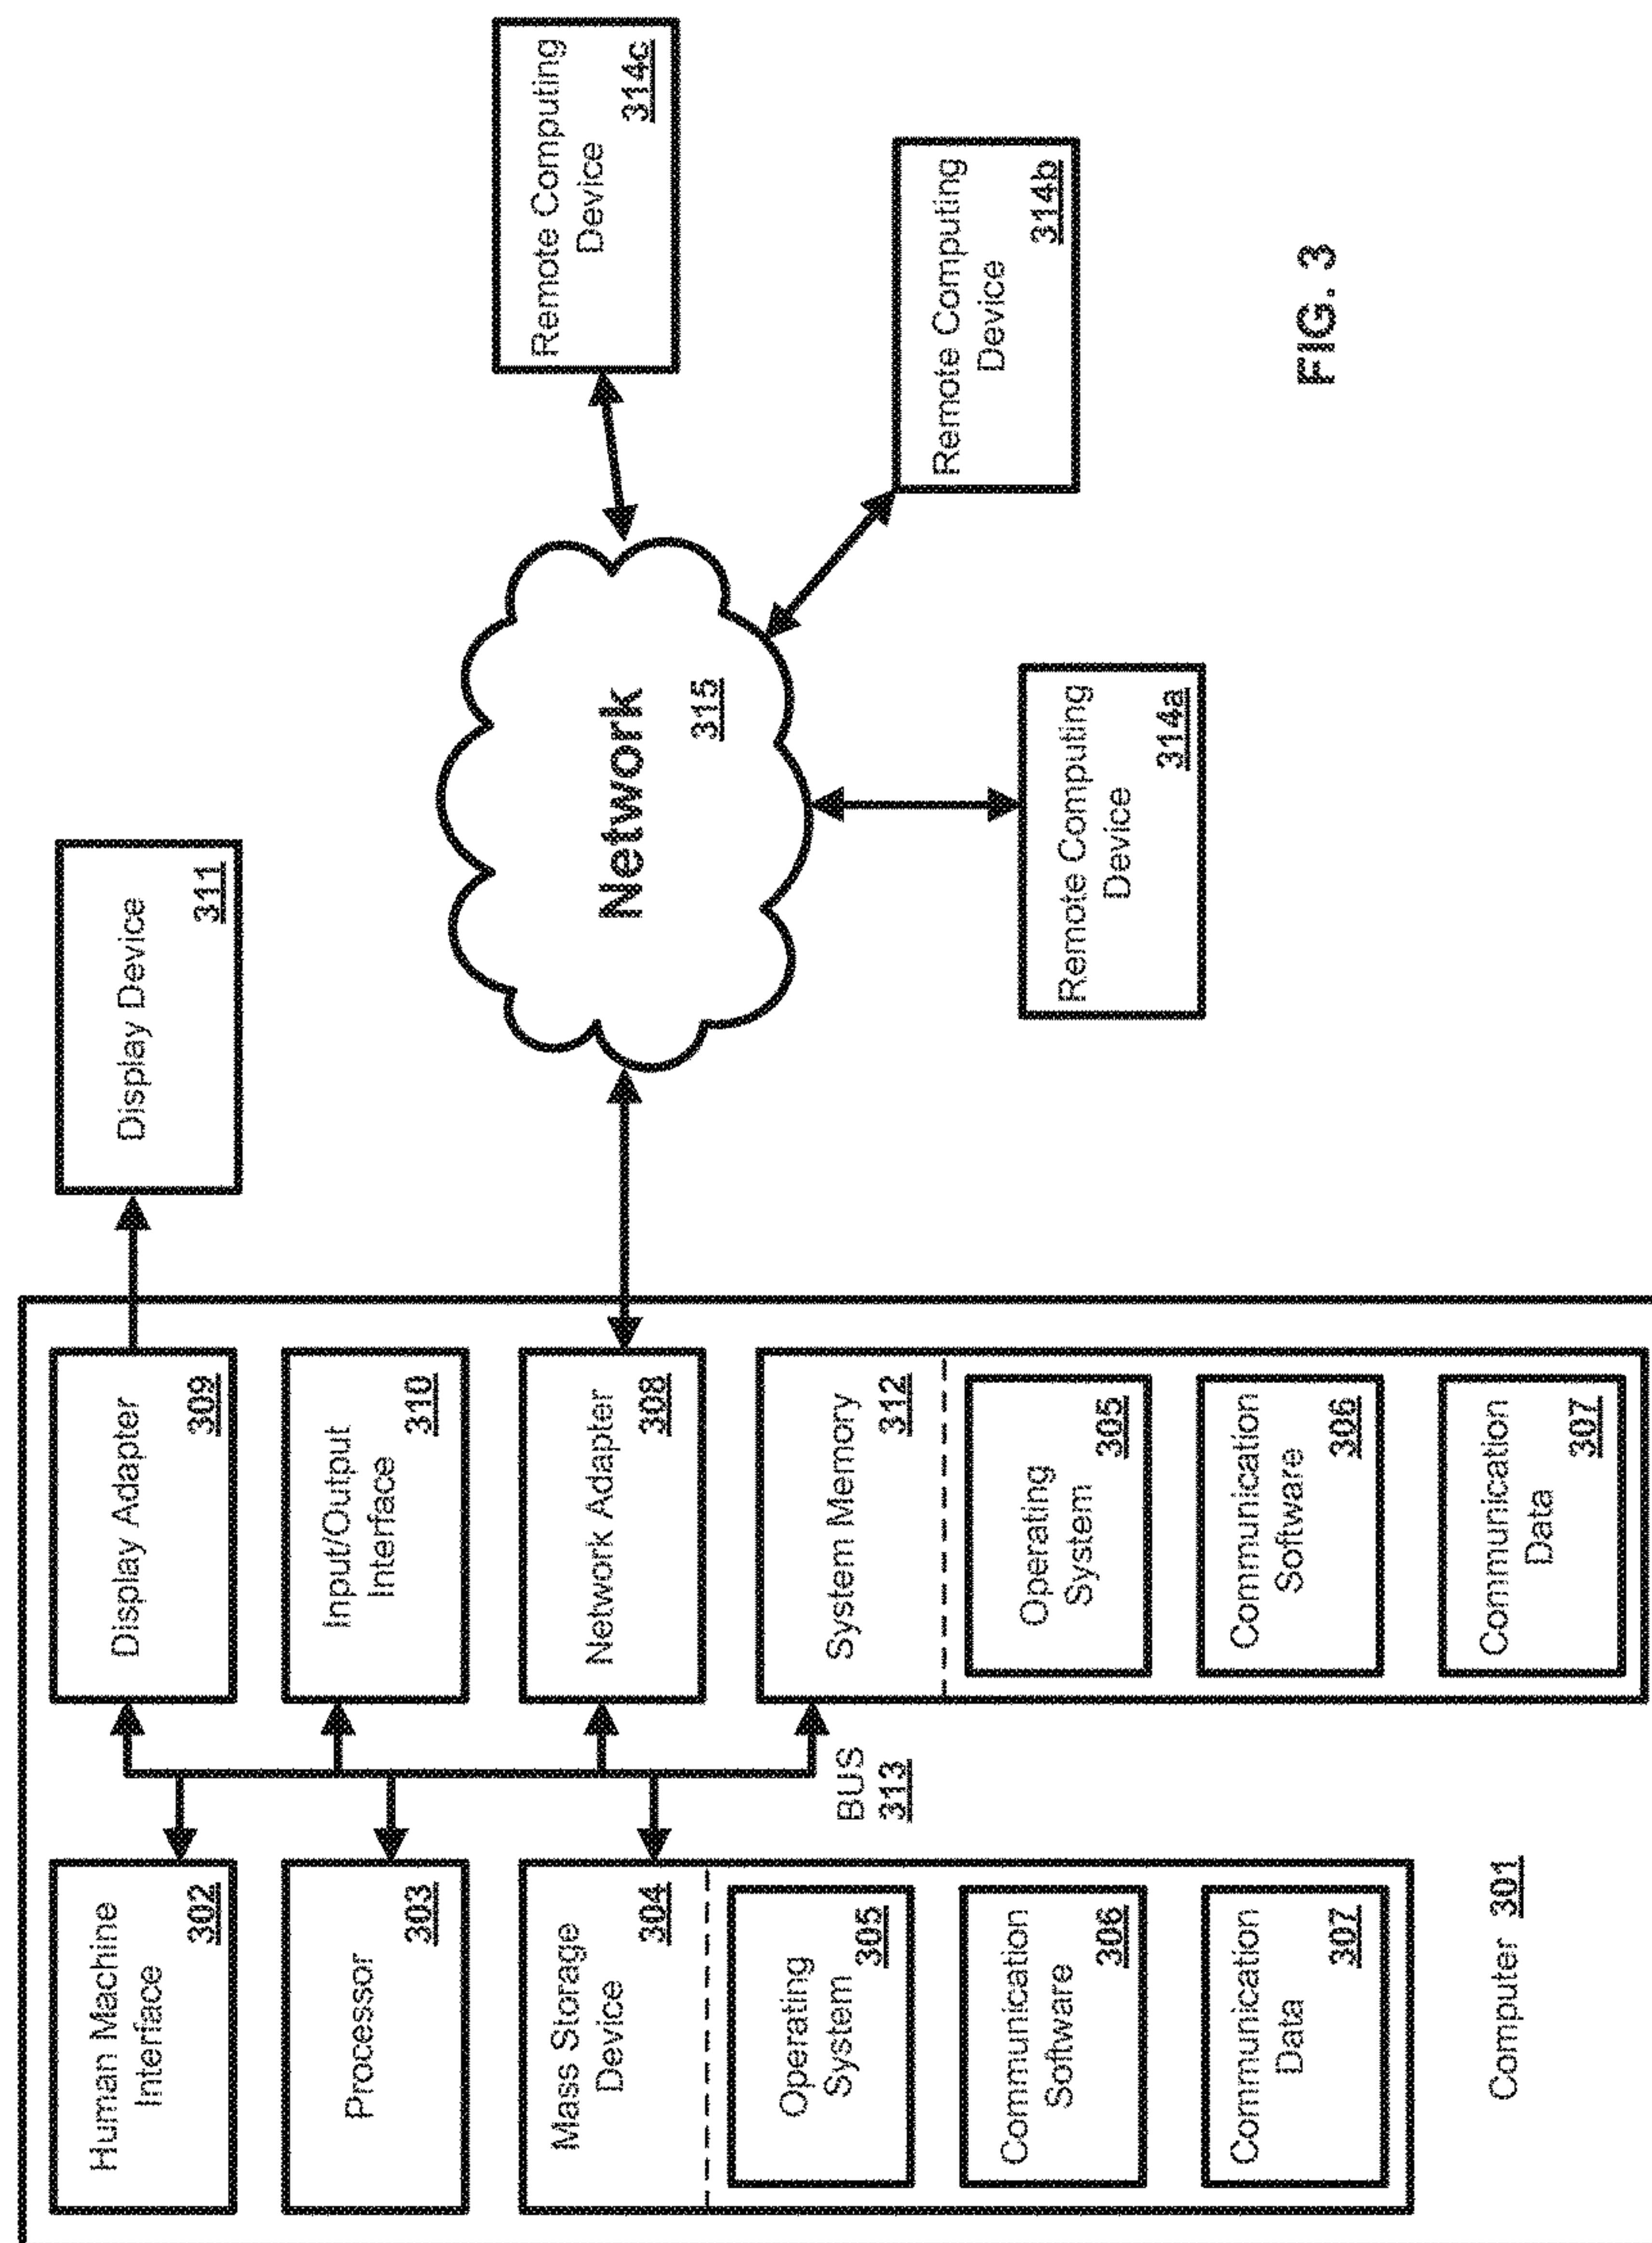 Human Machine
Interface
302
Processor
303
Mass Storage
Device
304
Operating
System
305
Communication
Software
306
Communication
Data
307
Computer 301
BUS
313
Display Adapter
309
Input/Output
Interface
310
Network Adapter
308
System Memory
312
Operating
System
305
Communication
Software
306
Communication
Data
307
Display Device
311
Network
315
Remote Computing
Device
314a
Remote Computing
Device
314b
Remote Computing
Device
314c
FIG. 3